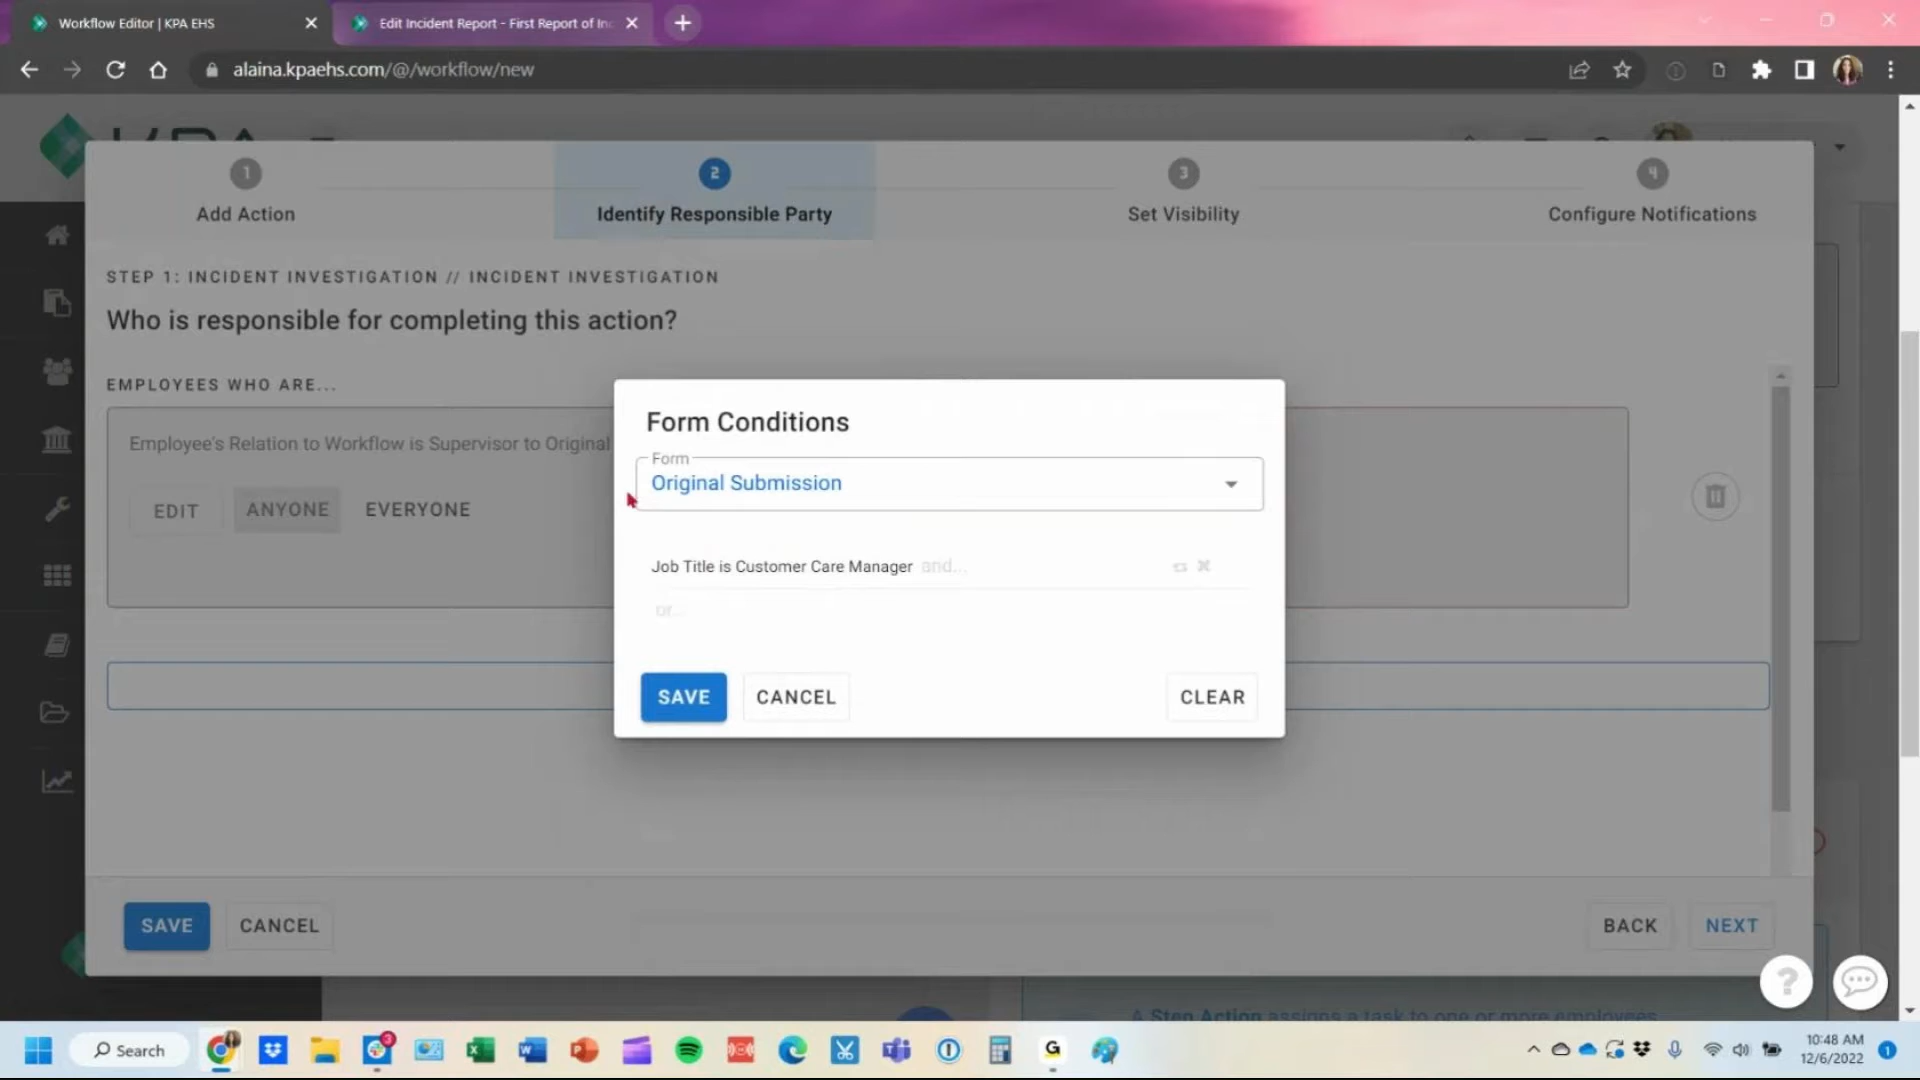 Workflow Editor | KPA EHS
Edit Incident Report - First Report of Inc
alaina.kpaehs.com/@/workflow/new
KPA
1
2
3
4
Add Action
Identify Responsible Party
Set Visibility
Configure Notifications
STEP 1: INCIDENT INVESTIGATION // INCIDENT INVESTIGATION
Who is responsible for completing this action?
EMPLOYEES WHO ARE...
Employee's Relation to Workflow is Supervisor to Original
EDIT
ANYONE
EVERYONE
Form Conditions
Form
Original Submission
Job Title is Customer Care Manager and...
or...
SAVE
CANCEL
CLEAR
SAVE
CANCEL
BACK
NEXT
A Step Action assigns a task to one or more employees
Search
3
10:48 AM
12/6/2022
1